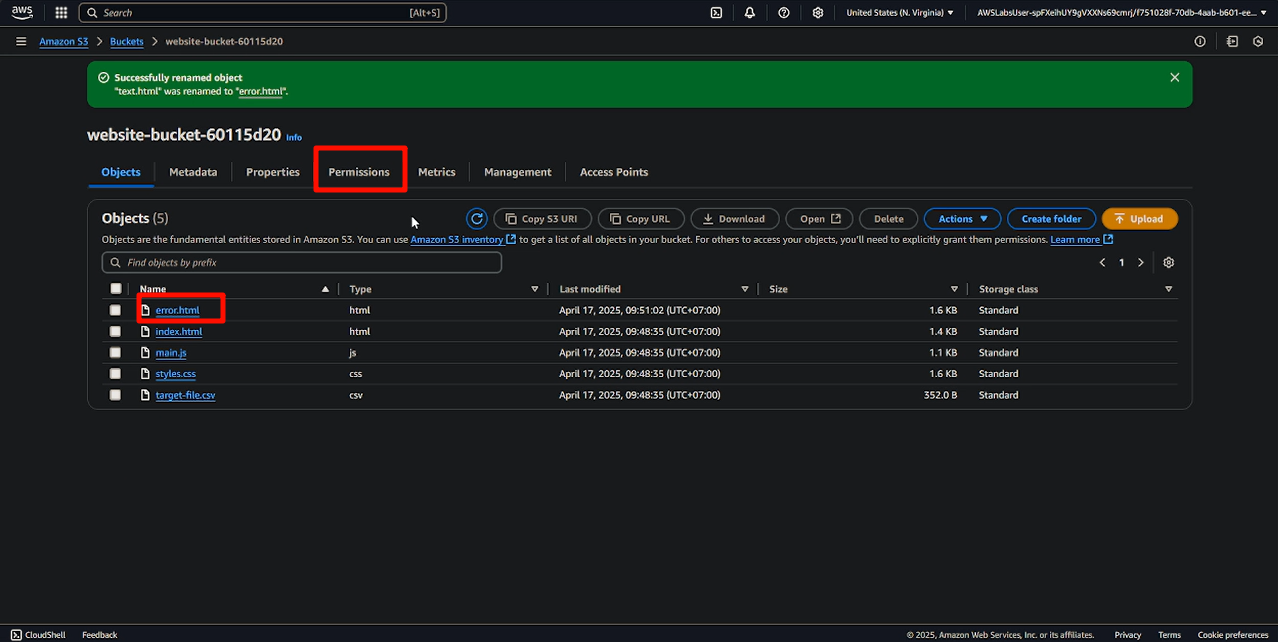 aws Search [Alt+S] United States (N. Virginia) AWSLabsUser-spFXeihUY9gVXXNs69cmrj/f751028f-70db-4aab-b601-ee...
Amazon S3 > Buckets > website-bucket-60115d20
Successfully renamed object
"text.html" was renamed to "error.html".
website-bucket-60115d20 Info
Objects Metadata Properties Permissions Metrics Management Access Points
Objects (5) Copy S3 URI Copy URL Download Open Delete Actions Create folder Upload
Objects are the fundamental entities stored in Amazon S3. You can use Amazon S3 inventory to get a list of all objects in your bucket. For others to access your objects, you'll need to explicitly grant them permissions. Learn more
Find objects by prefix 1
Name Type Last modified Size Storage class
error.html html April 17, 2025, 09:51:02 (UTC+07:00) 1.6 KB Standard
index.html html April 17, 2025, 09:48:35 (UTC+07:00) 1.4 KB Standard
main.js js April 17, 2025, 09:48:35 (UTC+07:00) 1.1 KB Standard
styles.css css April 17, 2025, 09:48:35 (UTC+07:00) 1.6 KB Standard
target-file.csv csv April 17, 2025, 09:48:35 (UTC+07:00) 352.0 B Standard
CloudShell Feedback © 2025, Amazon Web Services, Inc. or its affiliates. Privacy Terms Cookie preferences